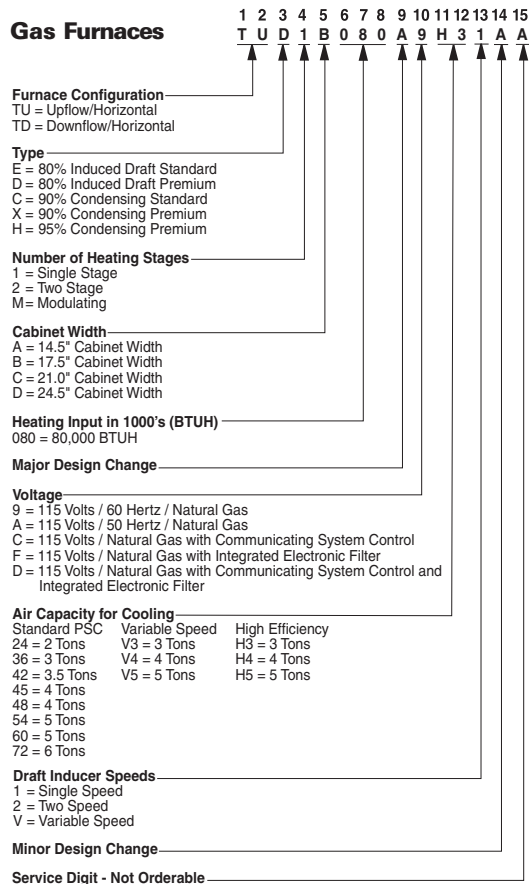 Gas Furnaces
1 2 3 4 5 6 7 8 9 10 11 12 13 14 15
T U D 1 B 0 8 0 A 9 H 3 1 A A
Furnace Configuration
TU = Upflow/Horizontal
TD = Downflow/Horizontal
Type
E = 80% Induced Draft Standard
D = 80% Induced Draft Premium
C = 90% Condensing Standard
X = 90% Condensing Premium
H = 95% Condensing Premium
Number of Heating Stages
1 = Single Stage
2 = Two Stage
M= Modulating
Cabinet Width
A = 14.5" Cabinet Width
B = 17.5" Cabinet Width
C = 21.0" Cabinet Width
D = 24.5" Cabinet Width
Heating Input in 1000's (BTUH)
080 = 80,000 BTUH
Major Design Change
Voltage
9 = 115 Volts / 60 Hertz / Natural Gas
A = 115 Volts / 50 Hertz / Natural Gas
C = 115 Volts / Natural Gas with Communicating System Control
F = 115 Volts / Natural Gas with Integrated Electronic Filter
D = 115 Volts / Natural Gas with Communicating System Control and
Integrated Electronic Filter
Air Capacity for Cooling
Standard PSC Variable Speed High Efficiency
24 = 2 Tons V3 = 3 Tons H3 = 3 Tons
36 = 3 Tons V4 = 4 Tons H4 = 4 Tons
42 = 3.5 Tons V5 = 5 Tons H5 = 5 Tons
45 = 4 Tons
48 = 4 Tons
54 = 5 Tons
60 = 5 Tons
72 = 6 Tons
Draft Inducer Speeds
1 = Single Speed
2 = Two Speed
V = Variable Speed
Minor Design Change
Service Digit - Not Orderable